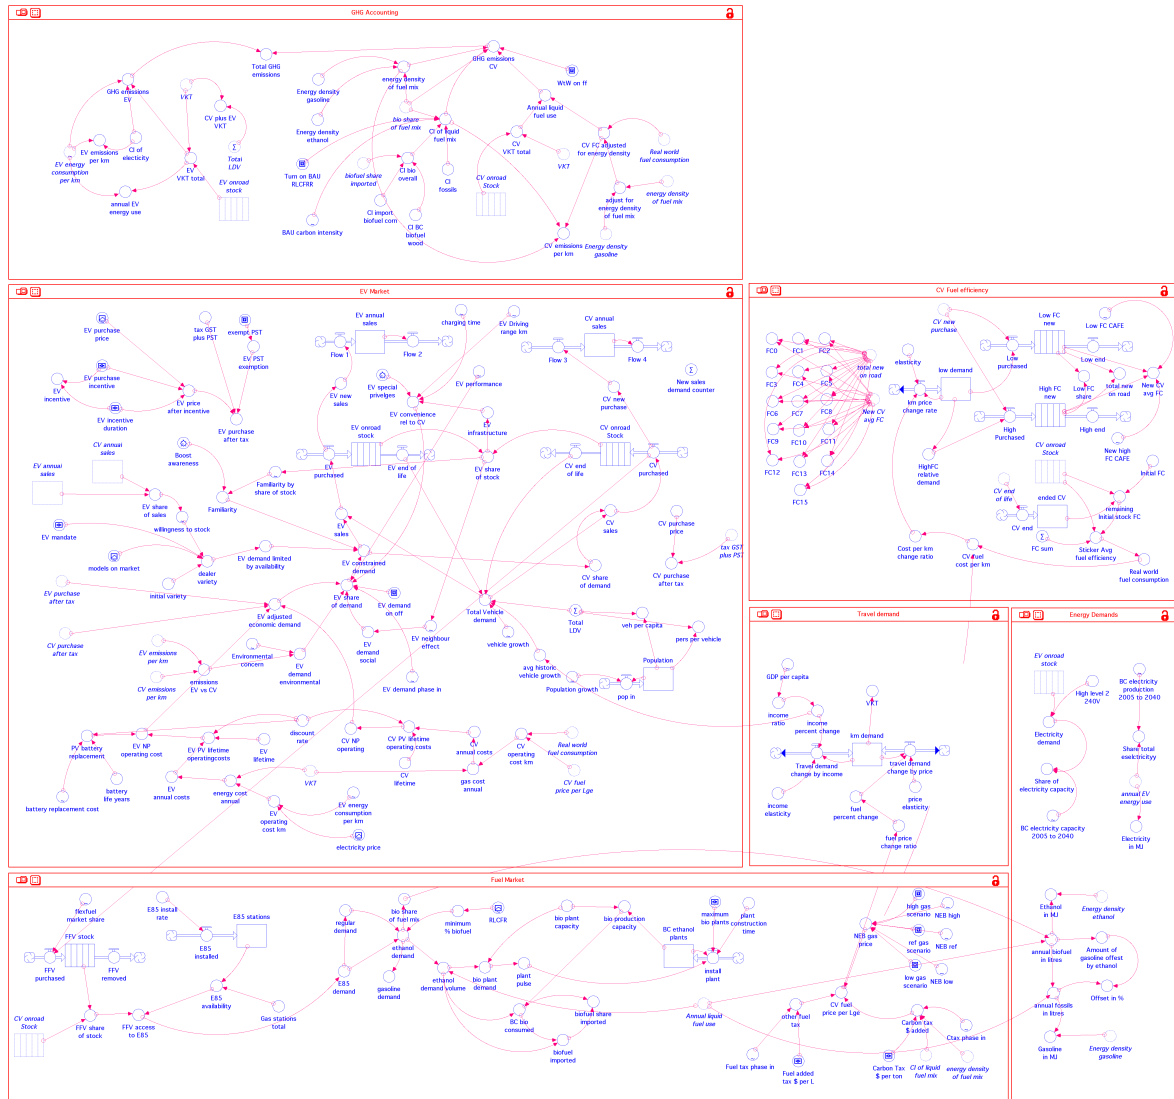 GHG Accounting
GHG emissions
CV
Total GHG
emissions
energy density
of fuel mix
WtW on ff
GHG emissions
EV
VKT
Energy density
gasoline
CV plus EV
VKT
bio share
of fuel mix
Annual liquid
fuel use
Energy density
ethanol
CI of liquid
fuel mix
EV emissions
per km
CI of
electicity
CV
VKT total
CV FC adjusted
for energy density
Real world
fuel consumption
Total
LDV
VKT
EV energy
consumption
per km
EV
VKT total
Turn on BAU
RLCFRR
biofuel share
imported
CI bio
overall
CI
fossils
CV onroad
Stock
EV onroad
stock
annual EV
energy use
adjust for
energy density
of fuel mix
energy density
of fuel mix
CI import
biofuel corn
BAU carbon intensity
CI BC
biofuel
wood
CV emissions
per km
Energy density
gasoline
EV Market
EV purchase
price
tax GST
plus PST
exempt PST
EV annual
sales
charging time
EV Driving
range km
CV annual
sales
Flow 1
Flow 2
Flow 3
Flow 4
EV PST
exemption
EV purchase
incentive
EV
incentive
EV price
after incentive
EV special
privelges
EV performance
New sales
demand counter
EV incentive
duration
EV new
sales
EV convenience
rel to CV
CV new
purchase
EV purchase
after tax
EV
infrastructure
EV onroad
stock
CV onroad
Stock
CV annual
sales
Boost
awareness
EV annual
sales
EV
purchased
EV end of
life
EV share
of stock
CV end
of life
CV
purchased
Familiarity by
share of stock
EV share
of sales
Familiarity
willingness to stock
EV
sales
CV
sales
CV purchase
price
EV mandate
models on market
EV demand limited
by availability
EV constrained
demand
CV share
of demand
CV purchase
after tax
tax GST
plus PST
dealer
variety
initial variety
EV purchase
after tax
EV share
of demand
EV demand
on off
EV adjusted
economic demand
Total Vehicle
demand
Total
LDV
veh per capita
pers per vehicle
CV purchase
after tax
EV
demand
social
EV neighbour
effect
vehicle growth
EV emissions
per km
Environmental
concern
EV
demand
environmental
avg historic
vehicle growth
Population
CV emissions
per km
emissions
EV vs CV
EV demand phase in
Population growth
pop in
discount
rate
PV battery
replacement
EV NP
operating cost
EV PV lifetime
operatingcosts
EV
lifetime
CV NP
operating
CV PV lifetime
operating costs
CV
annual costs
CV
operating
cost km
Real world
fuel consumption
battery replacement cost
battery
life years
EV
annual costs
energy cost
annual
VKT
CV
lifetime
gas cost
annual
CV fuel
price per Lge
EV
operating
cost km
EV energy
consumption
per km
electricity price
CV Fuel efficiency
CV new
purchase
Low FC
new
Low FC CAFE
FC0
FC1
FC2
elasticity
Low
purchased
Low end
total new
on road
low demand
FC3
FC4
FC5
km price
change rate
High FC
new
Low FC
share
total new
on road
New CV
avg FC
FC6
FC7
FC8
New CV
avg FC
FC9
FC10
FC11
High
Purchased
High end
New high
FC CAFE
FC12
FC13
FC14
HighFC
relative
demand
CV onroad
Stock
Initial FC
FC15
CV end
of life
ended CV
CV end
remaining
Initial stock FC
Cost per km
change ratio
CV fuel
cost per km
FC sum
Sticker Avg
fuel efficiency
Real world
fuel consumption
Travel demand
GDP per capita
VKT
income
ratio
income
percent change
km demand
Travel demand
change by income
travel demand
change by price
income
elasticity
fuel
percent change
price
elasticity
fuel price
change ratio
Energy Demands
EV onroad
stock
High level 2
240V
BC electricity
production
2005 to 2040
Electricity
demand
Share total
eselctricityy
Share of
electricity capacity
annual EV
energy use
BC electricity capacity
2005 to 2040
Electricity
in MJ
Ethanol
in MJ
Energy density
ethanol
annual biofuel
in litres
Amount of
gasoline offest
by ethanol
annual fossils
in litres
Offset in %
Gasoline
in MJ
Energy density
gasoline
Fuel Market
flexfuel
market share
E85 install
rate
E85 stations
FFV stock
FFV
purchased
FFV
removed
E85
installed
regular
demand
bio share
of fuel mix
minimum
% biofuel
RLCFR
bio plant
capacity
bio production
capacity
maximum
bio plants
plant
construction
time
BC ethanol
plants
ethanol
demand
install
plant
E85
demand
gasoline
demand
ethanol
demand volume
bio plant
demand
plant
pulse
E85
availability
CV onroad
Stock
FFV share
of stock
FFV access
to E85
Gas stations
total
BC bio
consumed
biofuel share
imported
biofuel
imported
Annual liquid
fuel use
high gas
scenario
NEB high
NEB gas
price
ref gas
scenario
NEB ref
low gas
scenario
NEB low
other fuel
tax
CV fuel
price per Lge
Carbon tax
$ added
Ctax phase in
Fuel tax phase in
Fuel added
tax $ per L
Carbon Tax
$ per ton
CI of liquid
fuel mix
energy density
of fuel mix